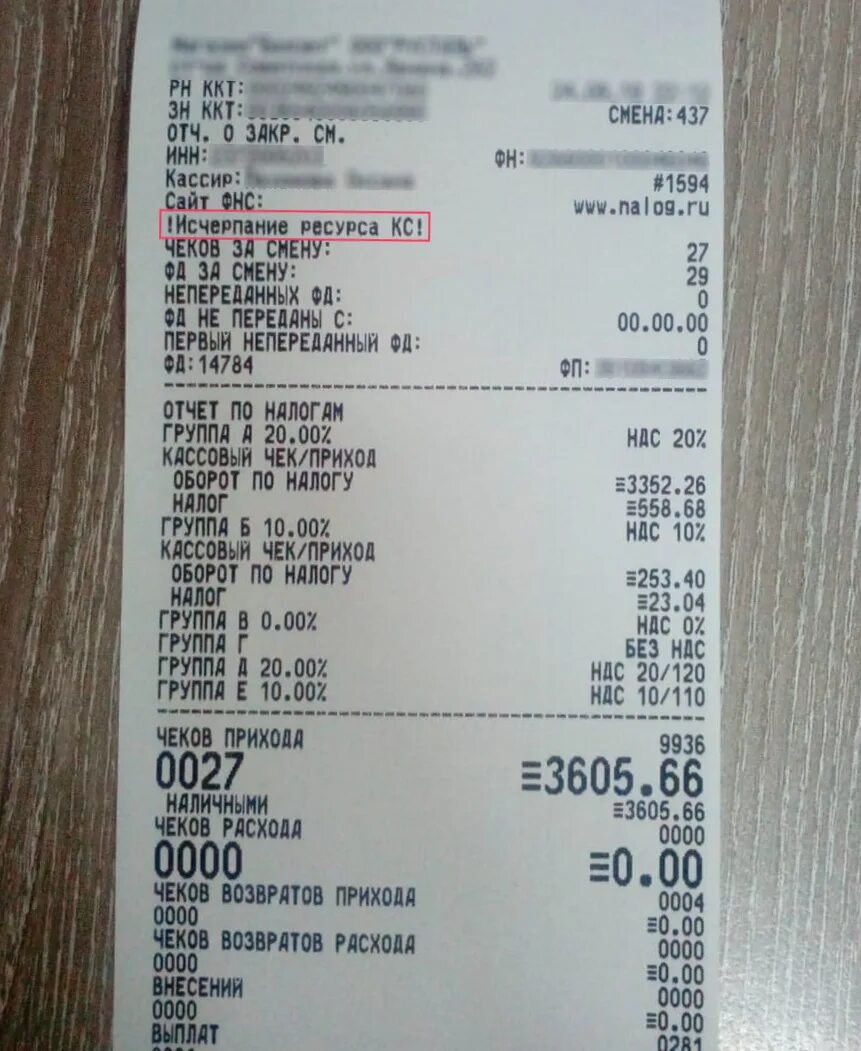 РН ККТ:
ЗН ККТ: СМЕНА:437
ОТЧ. О ЗАКР. СМ.
ИНН: ФН:
Кассир: #1594
Сайт ФНС: www.nalog.ru
!Исчерпание ресурса КС!
ЧЕКОВ ЗА СМЕНУ: 27
ФД ЗА СМЕНУ: 29
НЕПЕРЕДАННЫХ ФД: 0
ФД НЕ ПЕРЕДАНЫ С: 00.00.00
ПЕРВЫЙ НЕПЕРЕДАННЫЙ ФД: 0
ФД:14784 ФП:
ОТЧЕТ ПО НАЛОГАМ
ГРУППА А 20.00% НДС 20%
КАССОВЫЙ ЧЕК/ПРИХОД
ОБОРОТ ПО НАЛОГУ ≡3352.26
НАЛОГ ≡558.68
ГРУППА Б 10.00% НДС 10%
КАССОВЫЙ ЧЕК/ПРИХОД
ОБОРОТ ПО НАЛОГУ ≡253.40
НАЛОГ ≡23.04
ГРУППА В 0.00% НДС 0%
ГРУППА Г БЕЗ НДС
ГРУППА Д 20.00% НДС 20/120
ГРУППА Е 10.00% НДС 10/110
ЧЕКОВ ПРИХОДА 9936
0027 ≡3605.66
НАЛИЧНЫМИ ≡3605.66
ЧЕКОВ РАСХОДА 0000
0000 ≡0.00
ЧЕКОВ ВОЗВРАТОВ ПРИХОДА 0004
0000 ≡0.00
ЧЕКОВ ВОЗВРАТОВ РАСХОДА 0000
0000 ≡0.00
ВНЕСЕНИЙ 0000
0000 ≡0.00
ВЫПЛАТ 0281